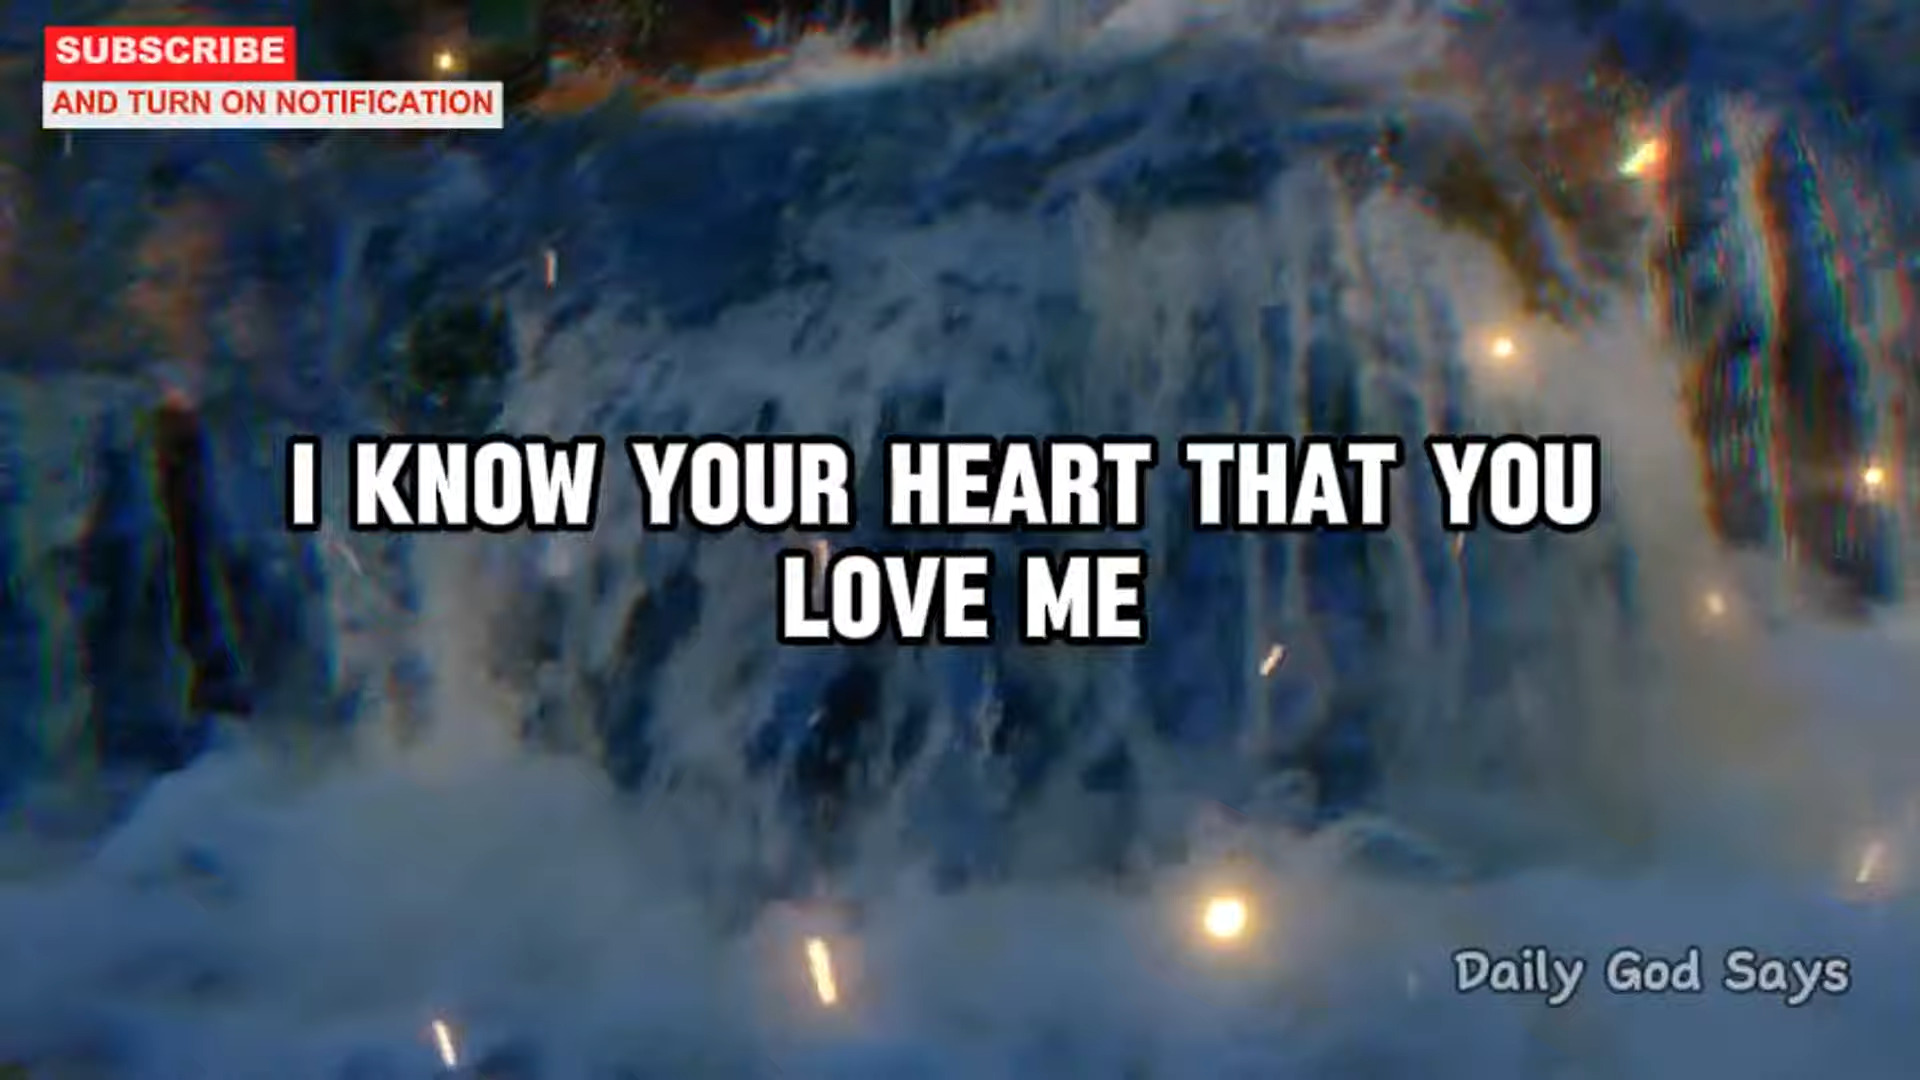 SUBSCRIBE
AND TURN ON NOTIFICATION
I KNOW YOUR HEART THAT YOU
LOVE ME
Daily God Says